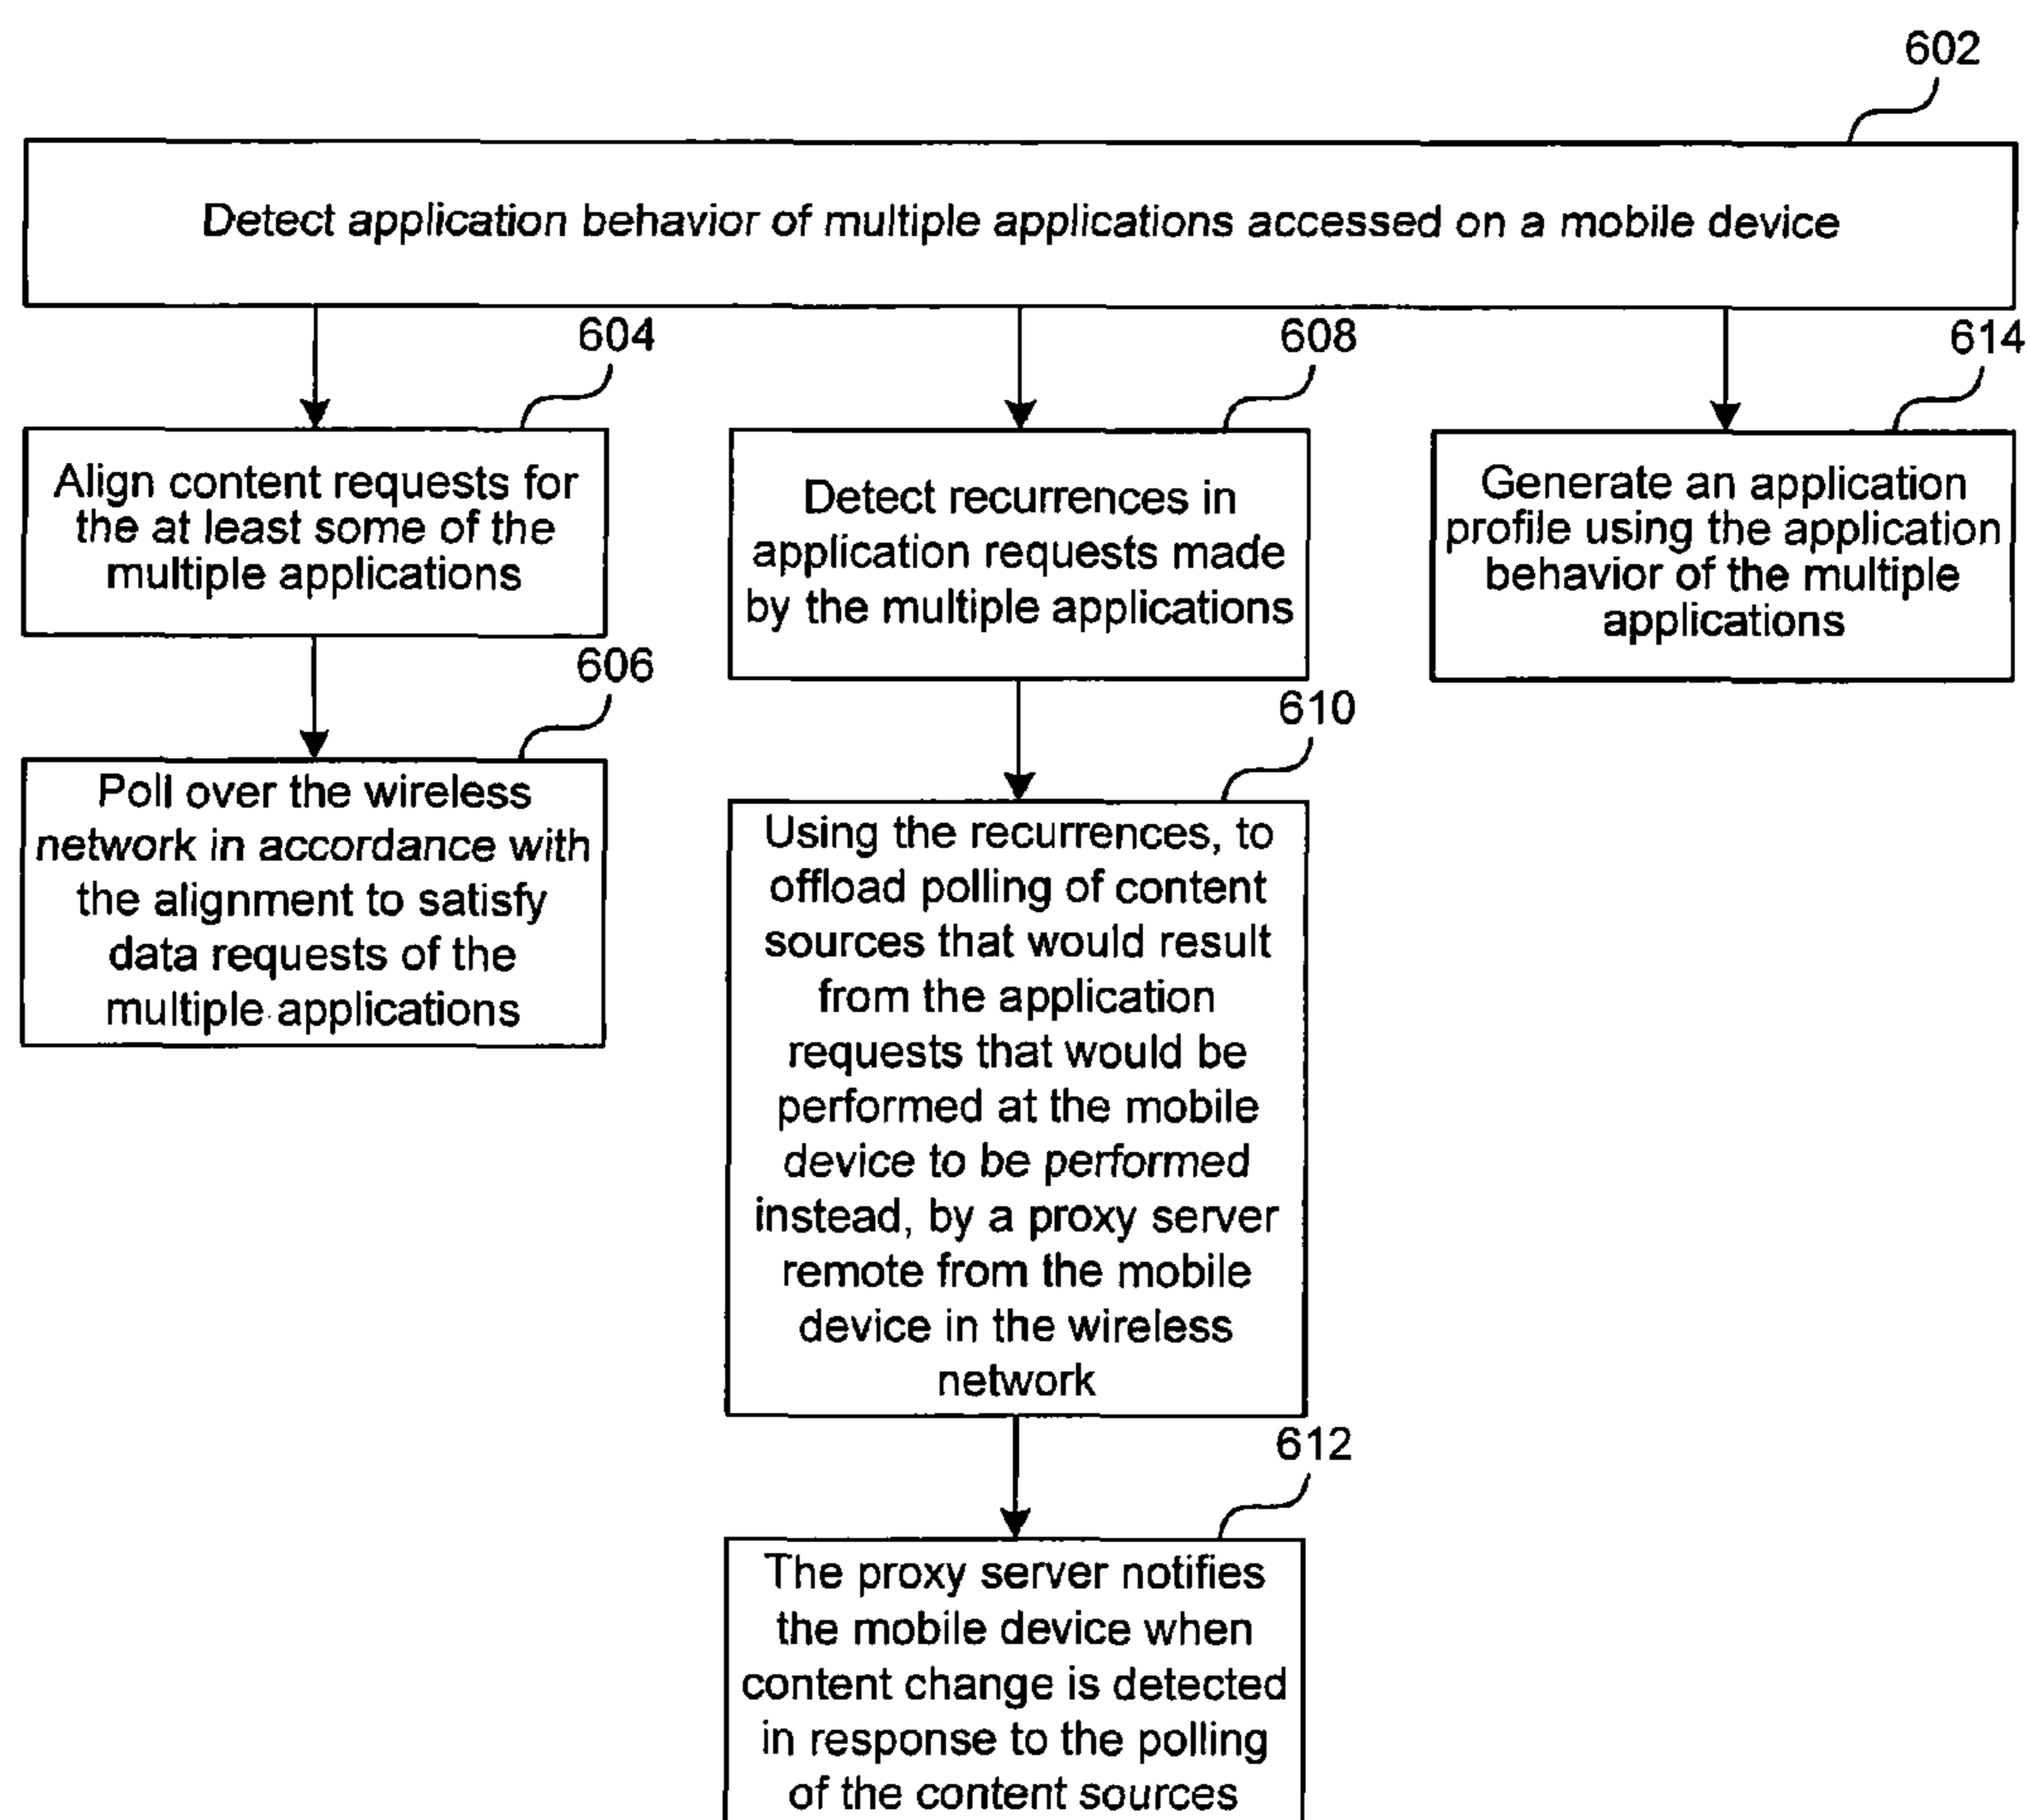 602
Detect application behavior of multiple applications accessed on a mobile device
604
Align content requests for
the at least some of the
multiple applications
606
Poll over the wireless
network in accordance with
the alignment to satisfy
data requests of the
multiple applications
608
Detect recurrences in
application requests made
by the multiple applications
610
Using the recurrences, to
offload polling of content
sources that would result
from the application
requests that would be
performed at the mobile
device to be performed
instead, by a proxy server
remote from the mobile
device in the wireless
network
612
The proxy server notifies
the mobile device when
content change is detected
in response to the polling
of the content sources
614
Generate an application
profile using the application
behavior of the multiple
applications